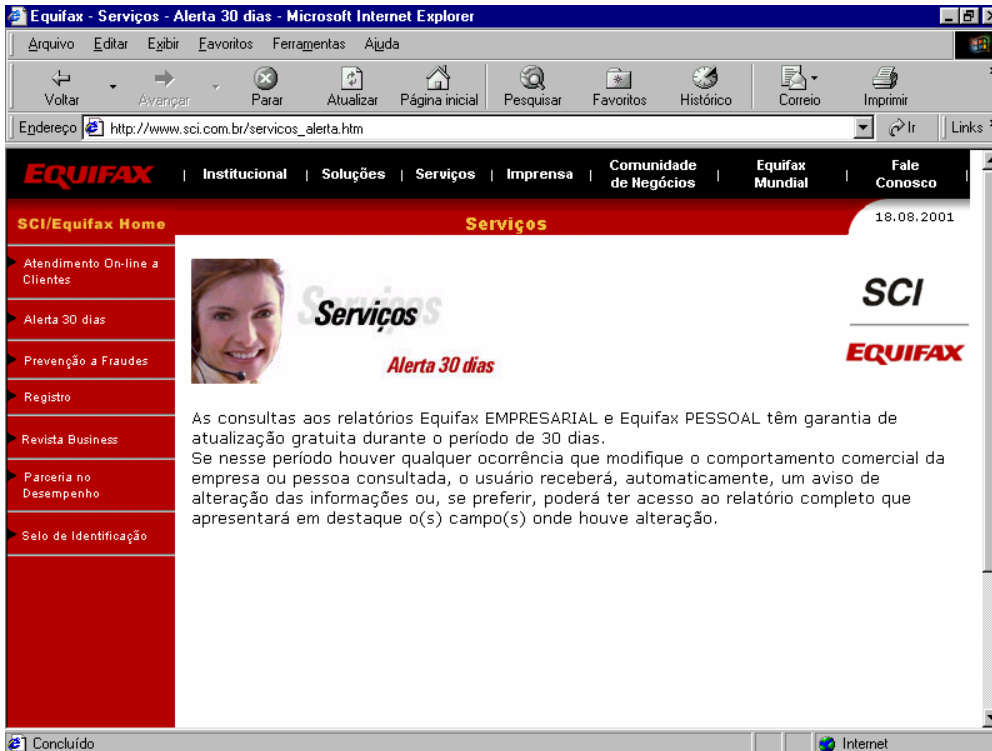 Equifax - Serviços - Alerta 30 dias - Microsoft Internet Explorer
Arquivo Editar Exibir Favoritos Ferramentas Ajuda
Voltar Avançar Parar Atualizar Página inicial Pesquisar Favoritos Histórico Correio Imprimir
Endereço http://www.sci.com.br/servicos_alerta.htm Ir Links
EQUIFAX | Institucional | Soluções | Serviços | Imprensa | Comunidade de Negócios | Equifax Mundial | Fale Conosco |
SCI/Equifax Home Serviços 18.08.2001
Atendimento On-line a
Clientes
Alerta 30 dias
Prevenção a Fraudes
Registro
Revista Business
Parceria no
Desempenho
Selo de Identificação
Serviços
Serviços
Alerta 30 dias
SCI
EQUIFAX
As consultas aos relatórios Equifax EMPRESARIAL e Equifax PESSOAL têm garantia de
atualização gratuita durante o período de 30 dias.
Se nesse período houver qualquer ocorrência que modifique o comportamento comercial da
empresa ou pessoa consultada, o usuário receberá, automaticamente, um aviso de
alteração das informações ou, se preferir, poderá ter acesso ao relatório completo que
apresentará em destaque o(s) campo(s) onde houve alteração.
Concluído Internet